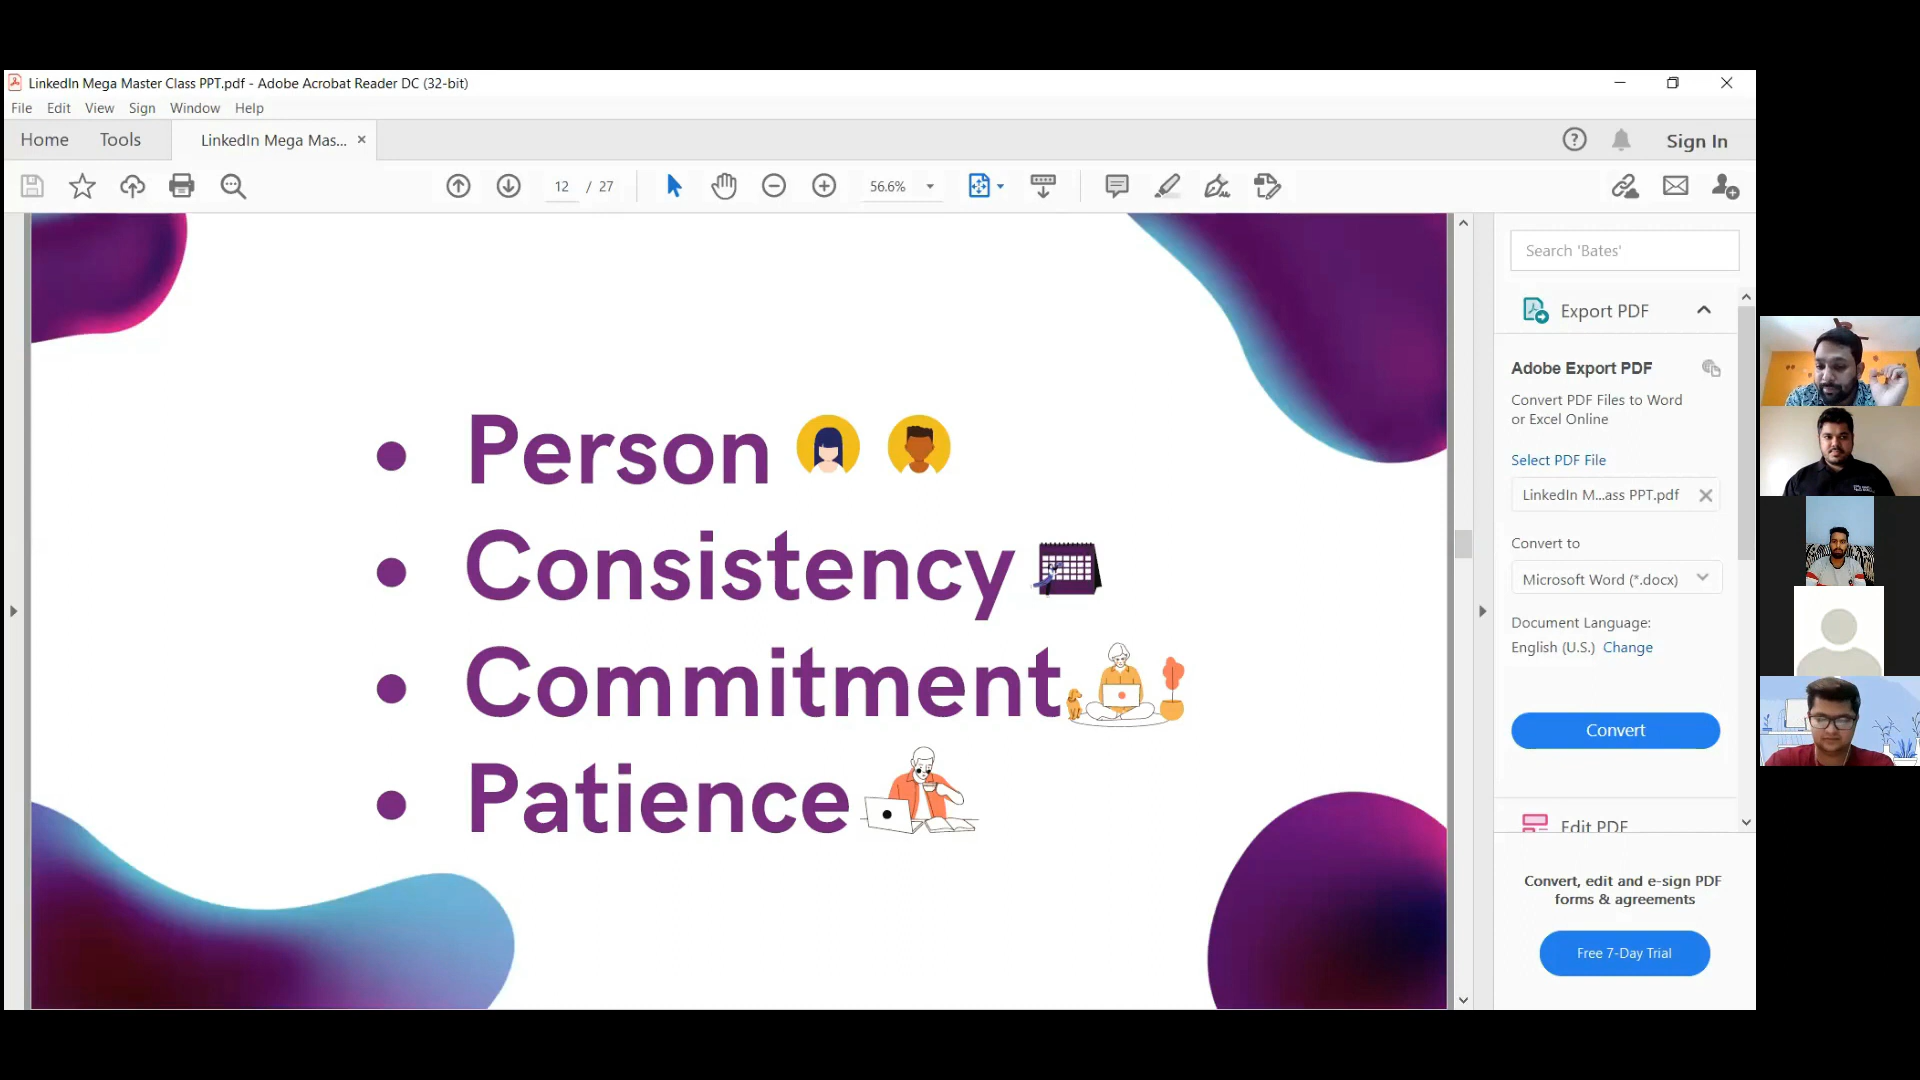 LinkedIn Mega Master Class PPT.pdf - Adobe Acrobat Reader DC (32-bit)
File Edit View Sign Window Help
Home Tools LinkedIn Mega Mas... × Sign In
12 / 27 56.6%
Search 'Bates'
Export PDF
Adobe Export PDF
Convert PDF Files to Word
or Excel Online
Select PDF File
LinkedIn M...ass PPT.pdf
Convert to
Microsoft Word (*.docx)
Document Language:
English (U.S.) Change
Convert
Edit PDF
Convert, edit and e-sign PDF
forms & agreements
Free 7-Day Trial
• Person
• Consistency
• Commitment
• Patience